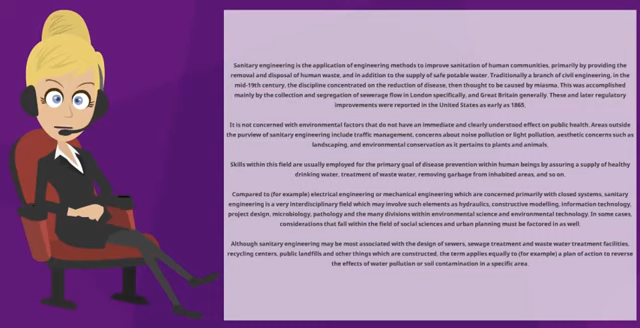 Sanitary engineering is the application of engineering methods to improve sanitation of human communities, primarily by providing the
removal and disposal of human waste, and in addition to the supply of safe potable water. Traditionally a branch of civil engineering, in the
mid-19th century, the discipline concentrated on the reduction of disease, then thought to be caused by miasma. This was accomplished
mainly by the collection and segregation of sewerage flow in London specifically, and Great Britain generally. These and later regulatory
improvements were reported in the United States as early as 1865.
It is not concerned with environmental factors that do not have an immediate and clearly understood effect on public health. Areas outside
the purview of sanitary engineering include traffic management, concerns about noise pollution or light pollution, aesthetic concerns such as
landscaping, and environmental conservation as it pertains to plants and animals.
Skills within this field are usually employed for the primary goal of disease prevention within human beings by assuring a supply of healthy
drinking water, treatment of waste water, removing garbage from inhabited areas, and so on.
Compared to (for example) electrical engineering or mechanical engineering which are concerned primarily with closed systems, sanitary
engineering is a very interdisciplinary field which may involve such elements as hydraulics, constructive modelling, information technology,
project design, microbiology, pathology and the many divisions within environmental science and environmental technology. In some cases,
considerations that fall within the field of social sciences and urban planning must be factored in as well.
Although sanitary engineering may be most associated with the design of sewers, sewage treatment and waste water treatment facilities,
recycling centers, public landfills and other things which are constructed, the term applies equally to (for example) a plan of action to reverse
the effects of water pollution or soil contamination in a specific area.